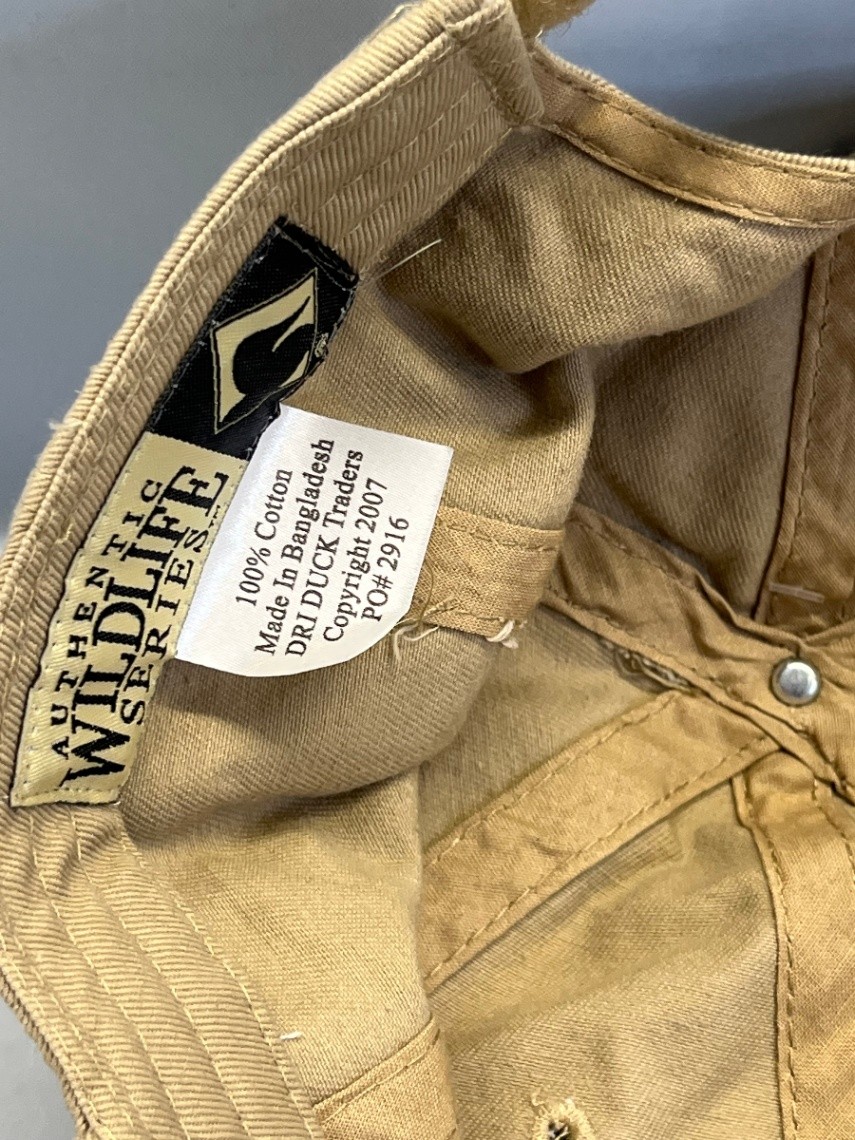 AUTHENTIC
WILDLIFE
SERIES
100% Cotton
Made In Bangladesh
DRI DUCK Traders
Copyright 2007
PO# 2916